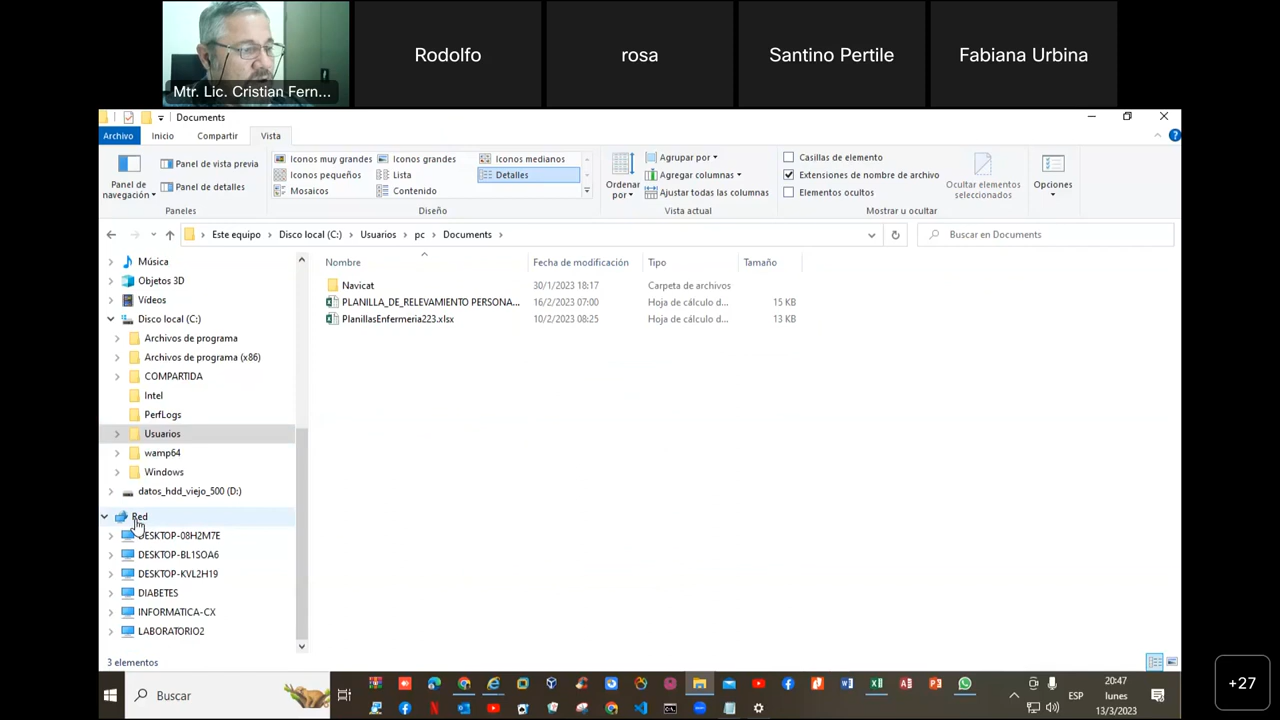 Mtr. Lic. Cristian Fern...
Rodolfo
rosa
Santino Pertile
Fabiana Urbina
Documents
Archivo
Inicio
Compartir
Vista
Panel de navegación
Panel de vista previa
Panel de detalles
Paneles
Iconos muy grandes
Iconos grandes
Iconos medianos
Iconos pequeños
Lista
Detalles
Mosaicos
Contenido
Diseño
Ordenar por
Agrupar por
Agregar columnas
Ajustar todas las columnas
Vista actual
Casillas de elemento
Extensiones de nombre de archivo
Elementos ocultos
Ocultar elementos seleccionados
Mostrar u ocultar
Opciones
Este equipo > Disco local (C:) > Usuarios > pc > Documents >
Buscar en Documents
Música
Objetos 3D
Vídeos
Disco local (C:)
Archivos de programa
Archivos de programa (x86)
COMPARTIDA
Intel
PerfLogs
Usuarios
wamp64
Windows
datos_hdd_viejo_500 (D:)
Red
DESKTOP-08H2M7E
DESKTOP-BL1SOA6
DESKTOP-KVL2H19
DIABETES
INFORMATICA-CX
LABORATORIO2
Nombre Fecha de modificación Tipo Tamaño
Navicat 30/1/2023 18:17 Carpeta de archivos
PLANILLA_DE_RELEVAMIENTO PERSONA... 16/2/2023 07:00 Hoja de cálculo d... 15 KB
PlanillasEnfermeria223.xlsx 10/2/2023 08:25 Hoja de cálculo d... 13 KB
3 elementos
Buscar
ESP
20:47
lunes
13/3/2023
+27